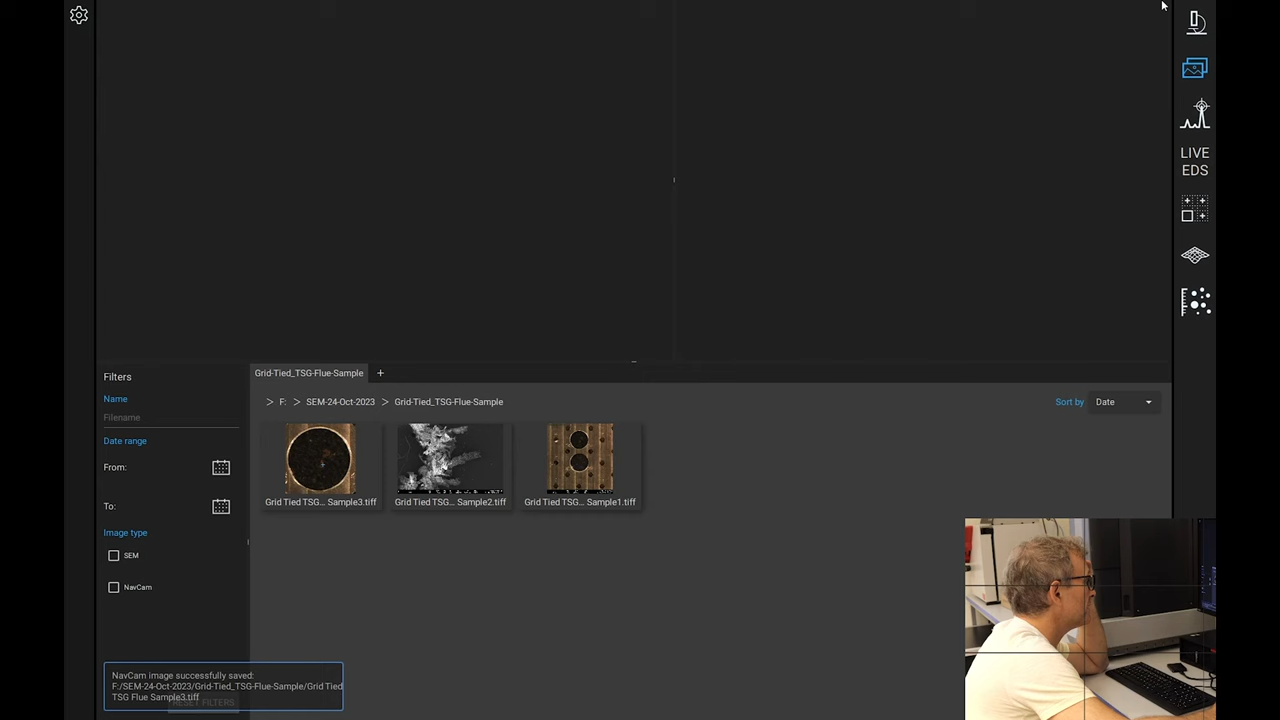 LIVE
EDS
Filters
Name
Filename
Date range
From:
To:
Image type
SEM
NavCam
Grid-Tied_TSG-Flue-Sample +
> F: > SEM-24-Oct-2023 > Grid-Tied_TSG-Flue-Sample
Sort by Date
Grid Tied TSG... Sample3.tiff
Grid Tied TSG... Sample2.tiff
Grid Tied TSG... Sample1.tiff
NavCam image successfully saved:
F:/SEM-24-Oct-2023/Grid-Tied_TSG-Flue-Sample/Grid Tied
TSG Flue Sample3.tiff
RESET FILTERS